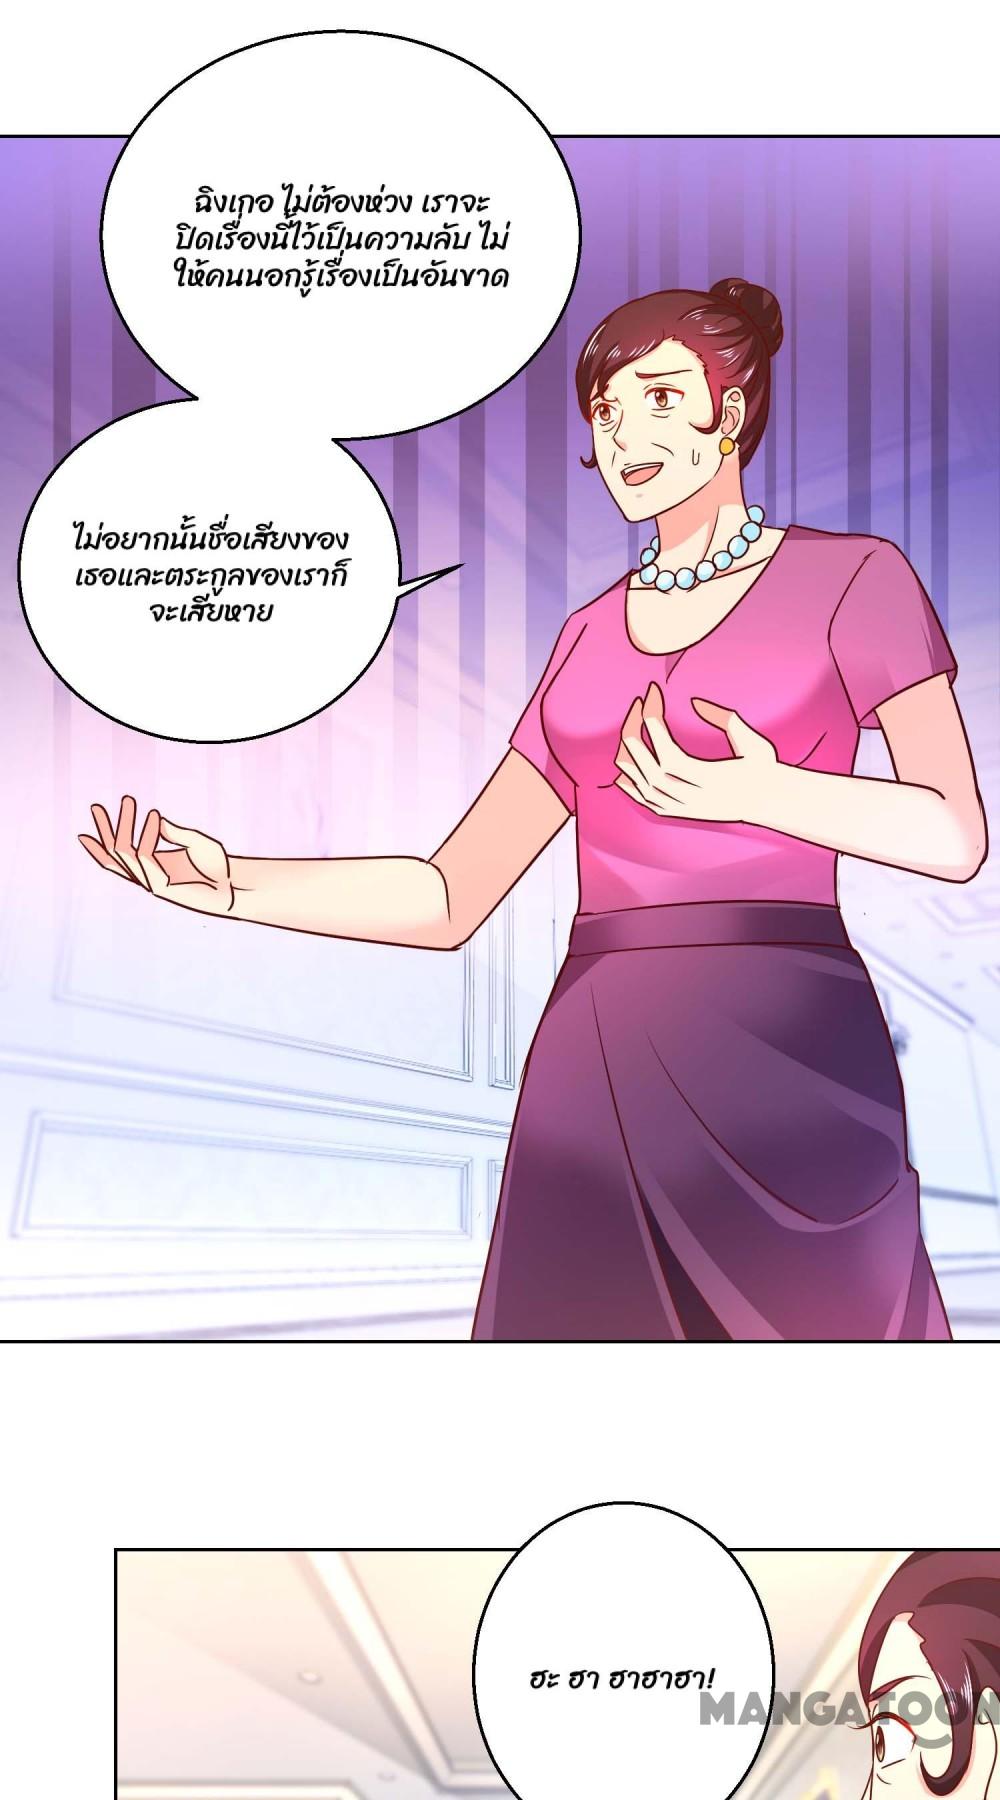 ฉิงเกอ ไม่ต้องห่วง เราจะ
ปิดเรื่องนี้ไว้เป็นความลับ ไม่
ให้คนนอกรู้เรื่องเป็นอันขาด
ไม่อยากนั้นชื่อเสียงของ
เธอและตระกูลของเราก็
จะเสียหาย
ฮะ ฮา ฮาฮาฮา!
MANGATOON